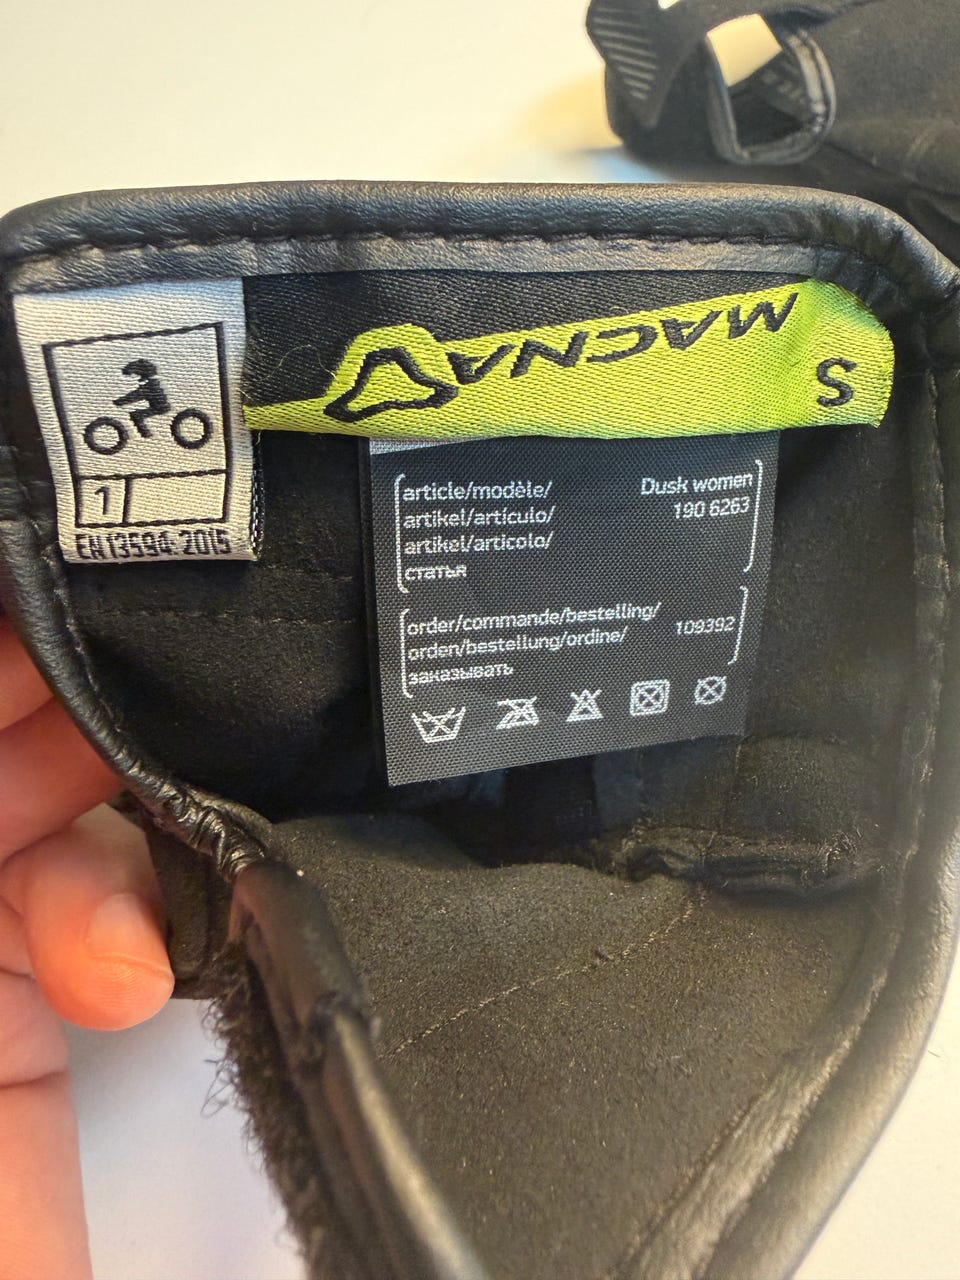 MACNA
S
1
EN 13594:2015
article/modèle/
artikel/artículo/
artikel/articolo/
статья
Dusk women
190 6263
order/commande/bestelling/
orden/bestellung/ordine/
заказывать
109392